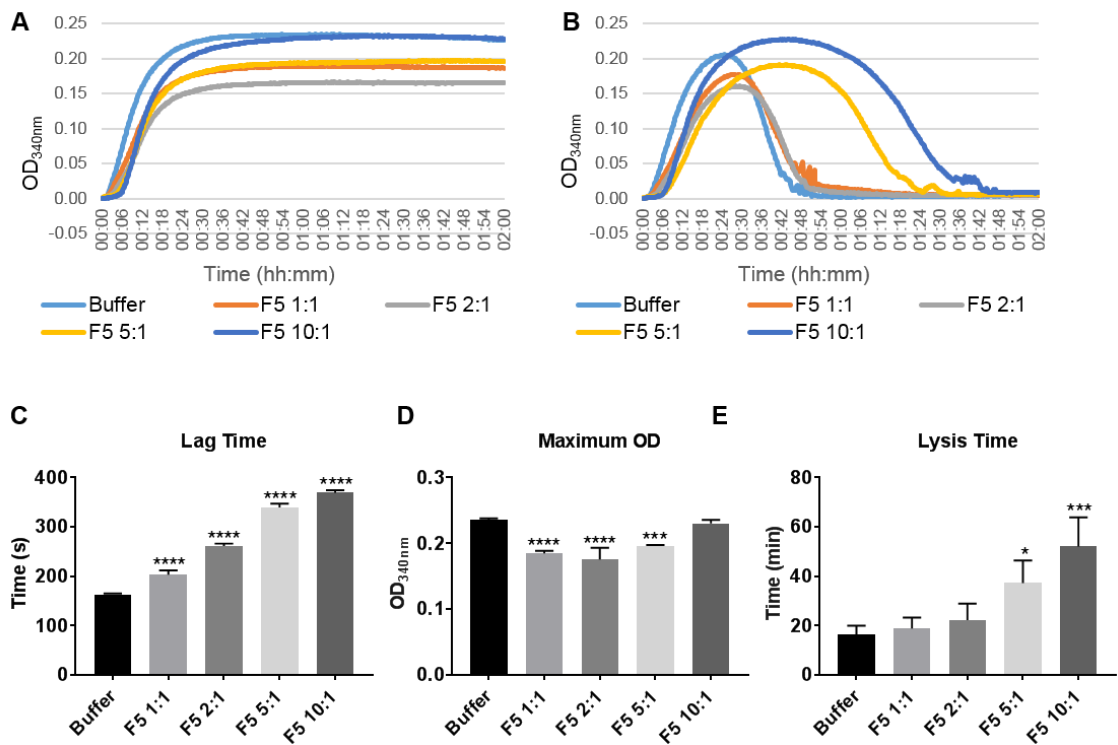 A
B
0.25
0.20
0.15
0.10
0.05
0.00
-0.05
OD340nm
00:00
00:06
00:12
00:18
00:24
00:30
00:36
00:42
00:48
00:54
01:00
01:06
01:12
01:18
01:24
01:30
01:36
01:42
01:48
01:54
02:00
Time (hh:mm)
Buffer F5 1:1 F5 2:1
F5 5:1 F5 10:1
0.25
0.20
0.15
0.10
0.05
0.00
-0.05
OD340nm
00:00
00:06
00:12
00:18
00:24
00:30
00:36
00:42
00:48
00:54
01:00
01:06
01:12
01:18
01:24
01:30
01:36
01:42
01:48
01:54
02:00
Time (hh:mm)
Buffer F5 1:1 F5 2:1
F5 5:1 F5 10:1
C
Lag Time
400
300
200
100
0
Time (s)
****
****
****
****
Buffer
F5 1:1
F5 2:1
F5 5:1
F5 10:1
D
Maximum OD
0.3
0.2
0.1
0.0
OD340nm
****
****
***
Buffer
F5 1:1
F5 2:1
F5 5:1
F5 10:1
E
Lysis Time
80
60
40
20
0
Time (min)
*
***
Buffer
F5 1:1
F5 2:1
F5 5:1
F5 10:1